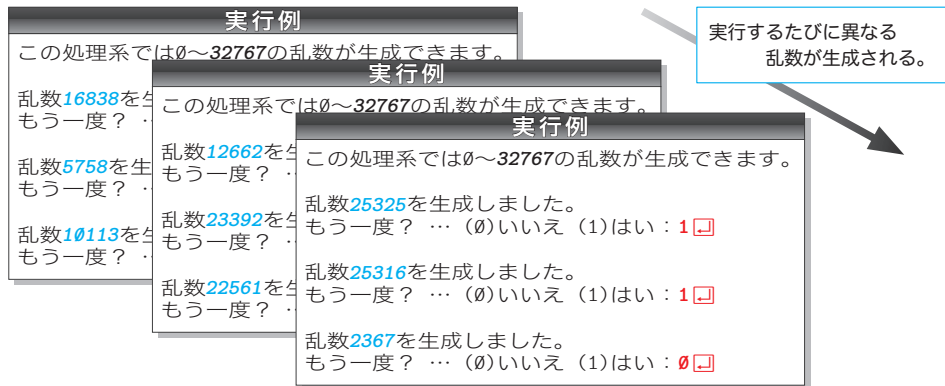 実行例
この処理系では0～32767の乱数が生成できます。
乱数16838を生
もう一度？ …
乱数5758を生
もう一度？ …
乱数10113を生
もう一度？ …
実行例
この処理系では0～32767の乱数が生成できます。
乱数12662を生
もう一度？ …
乱数23392を生
もう一度？ …
乱数22561を生
もう一度？ …
実行例
この処理系では0～32767の乱数が生成できます。
乱数25325を生成しました。
もう一度？ … (0)いいえ (1)はい：1
乱数25316を生成しました。
もう一度？ … (0)いいえ (1)はい：1
乱数2367を生成しました。
もう一度？ … (0)いいえ (1)はい：0
実行するたびに異なる
乱数が生成される。